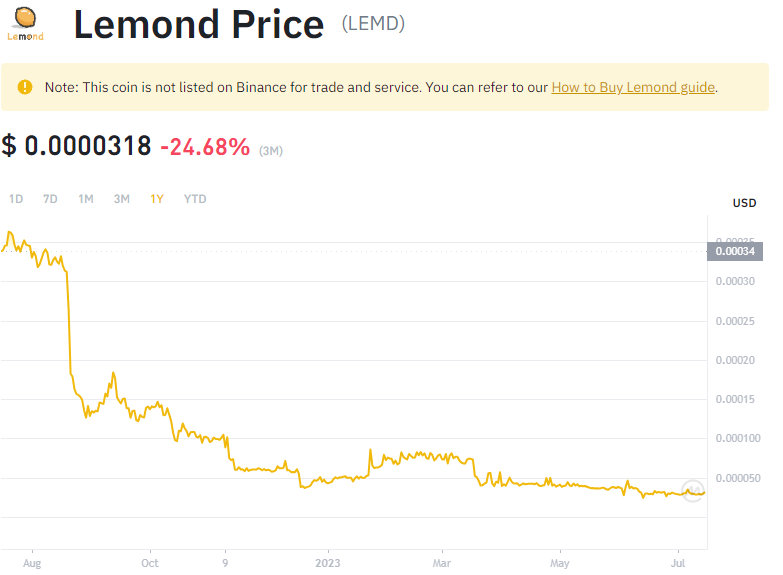 Lemond
Lemond Price (LEMD)
Note: This coin is not listed on Binance for trade and service. You can refer to our How to Buy Lemond guide.
$ 0.0000318 -24.68% (3M)
1D 7D 1M 3M 1Y YTD
USD
0.00034
0.00030
0.00025
0.00020
0.00015
0.000100
0.000050
Aug Oct 9 2023 Mar May Jul